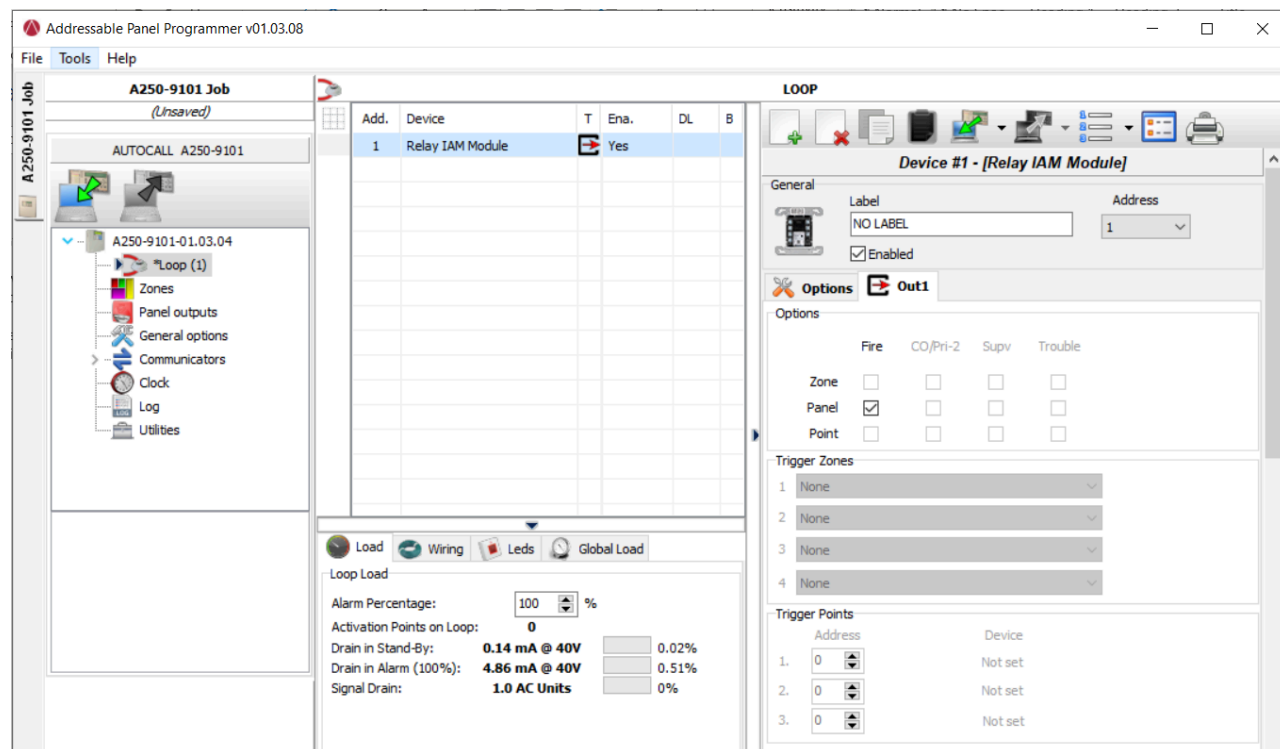 Addressable Panel Programmer v01.03.08
File Tools Help
A250-9101 Job
A250-9101 Job
(Unsaved)
AUTOCALL A250-9101
A250-9101-01.03.04
*Loop (1)
Zones
Panel outputs
General options
Communicators
Clock
LOG
Log
Utilities
LOOP
Add. Device T Ena. DL B
1 Relay IAM Module Yes
Load Wiring Leds Global Load
Loop Load
Alarm Percentage: 100 %
Activation Points on Loop: 0
Drain in Stand-By: 0.14 mA @ 40V 0.02%
Drain in Alarm (100%): 4.86 mA @ 40V 0.51%
Signal Drain: 1.0 AC Units 0%
Device #1 - [Relay IAM Module]
General
Label Address
NO LABEL 1
Enabled
Options Out1
Options
Fire CO/Pri-2 Supv Trouble
Zone
Panel
Point
Trigger Zones
1 None
2 None
3 None
4 None
Trigger Points
Address Device
1. 0 Not set
2. 0 Not set
3. 0 Not set